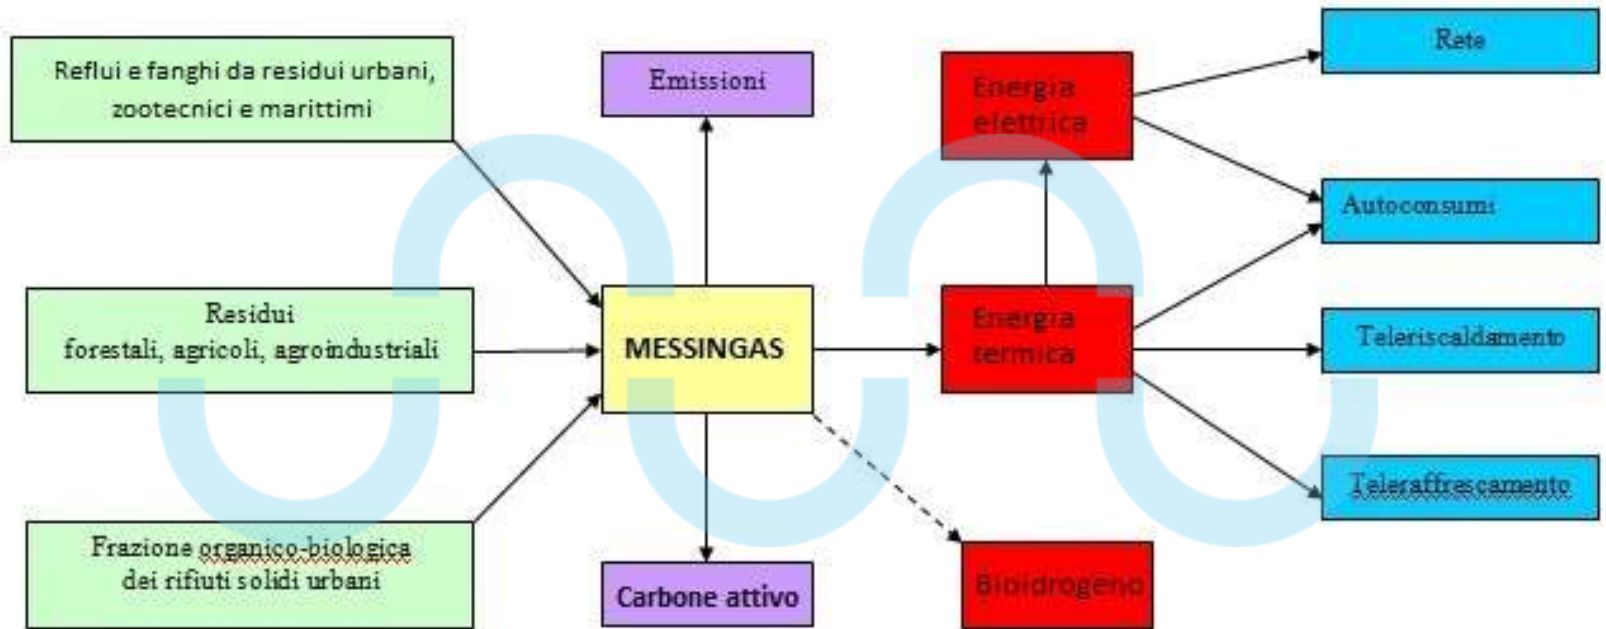 Reflui e fanghi da residui urbani,
zootecnici e marittimi
Residui
forestali, agricoli, agroindustriali
Frazione organico-biologica
dei rifiuti solidi urbani
Emissioni
MESSINGAS
Carbone attivo
Energia
elettrica
Energia
termica
Bioidrogeno
Rete
Autoconsumi
Teleriscaldamento
Teleraffrescamento